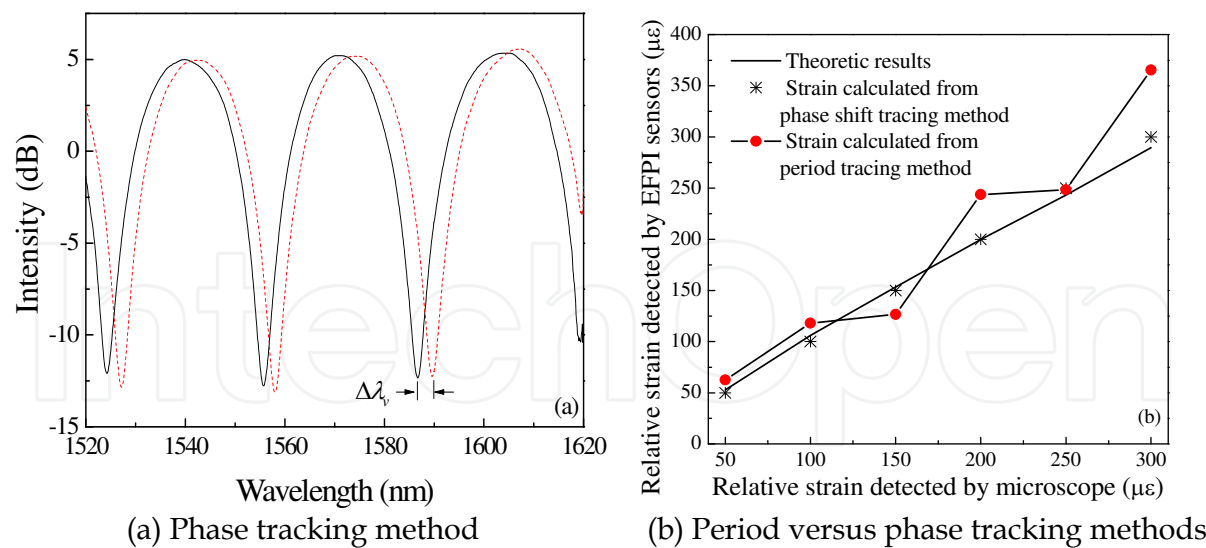 5
0
-5
-10
-15
1520
1540
1560
1580
1600
1620
Intensity (dB)
Wavelength (nm)
Δλv
(a)
(a) Phase tracking method
400
350
300
250
200
150
100
50
0
50
100
150
200
250
300
Relative strain detected by EFPI sensors (με)
Relative strain detected by microscope (με)
Theoretic results
Strain calculated from
phase shift tracing method
Strain calculated from
period tracing method
(b)
(b) Period versus phase tracking methods
IntechOpen